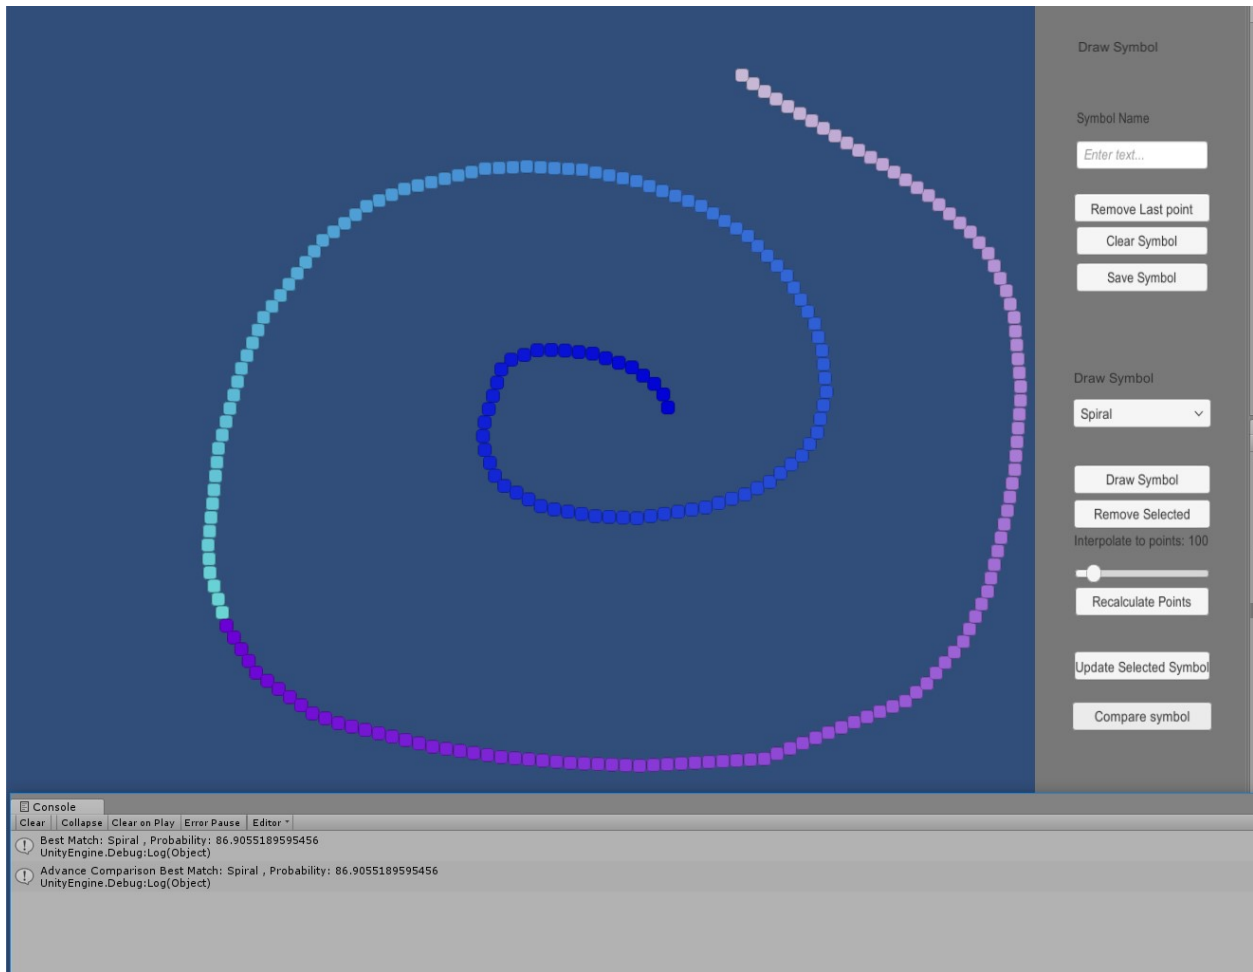 Draw Symbol
Symbol Name
Enter text...
Remove Last point
Clear Symbol
Save Symbol
Draw Symbol
Spiral
Draw Symbol
Remove Selected
Interpolate to points: 100
Recalculate Points
Update Selected Symbol
Compare symbol
Console
Clear Collapse Clear on Play Error Pause Editor
Best Match: Spiral , Probability: 86.9055189595456
UnityEngine.Debug:Log(Object)
Advance Comparison Best Match: Spiral , Probability: 86.9055189595456
UnityEngine.Debug:Log(Object)